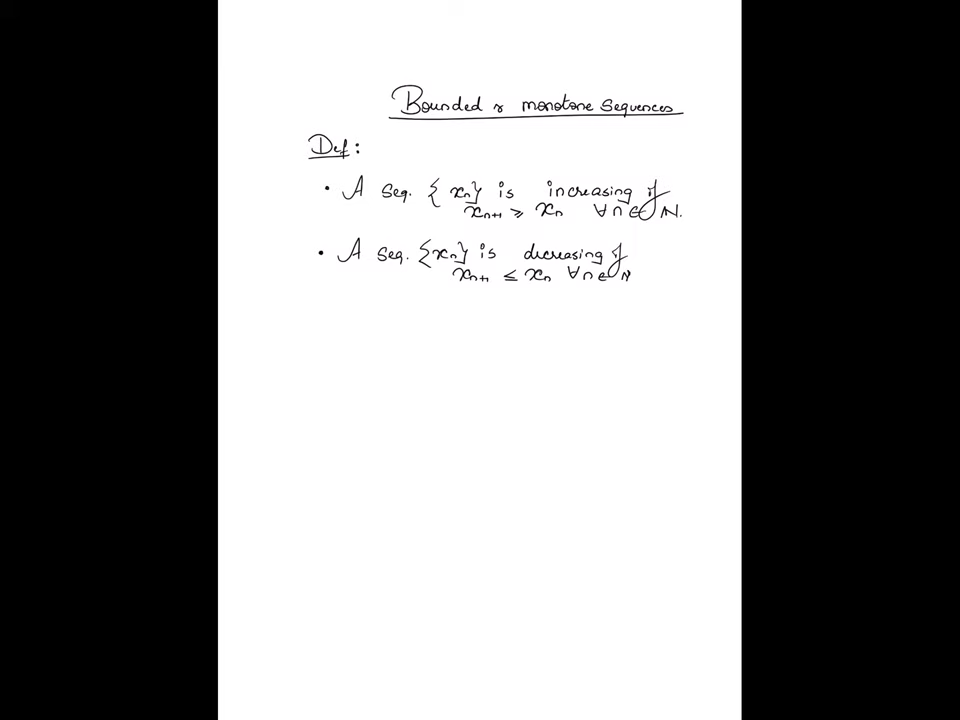 Bounded & monotone sequences
Def:
• A seq. {xₙ} is increasing if
xₙ₊₁ ≥ xₙ ∀n∈ℕ.
• A seq. {xₙ} is decreasing if
xₙ₊₁ ≤ xₙ ∀n∈ℕ